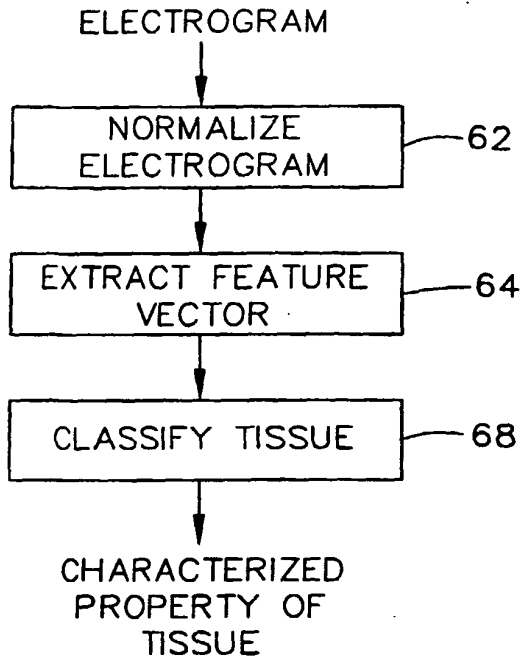 ELECTROGRAM
NORMALIZE
ELECTROGRAM
62
EXTRACT FEATURE
VECTOR
64
CLASSIFY TISSUE
68
CHARACTERIZED
PROPERTY OF
TISSUE